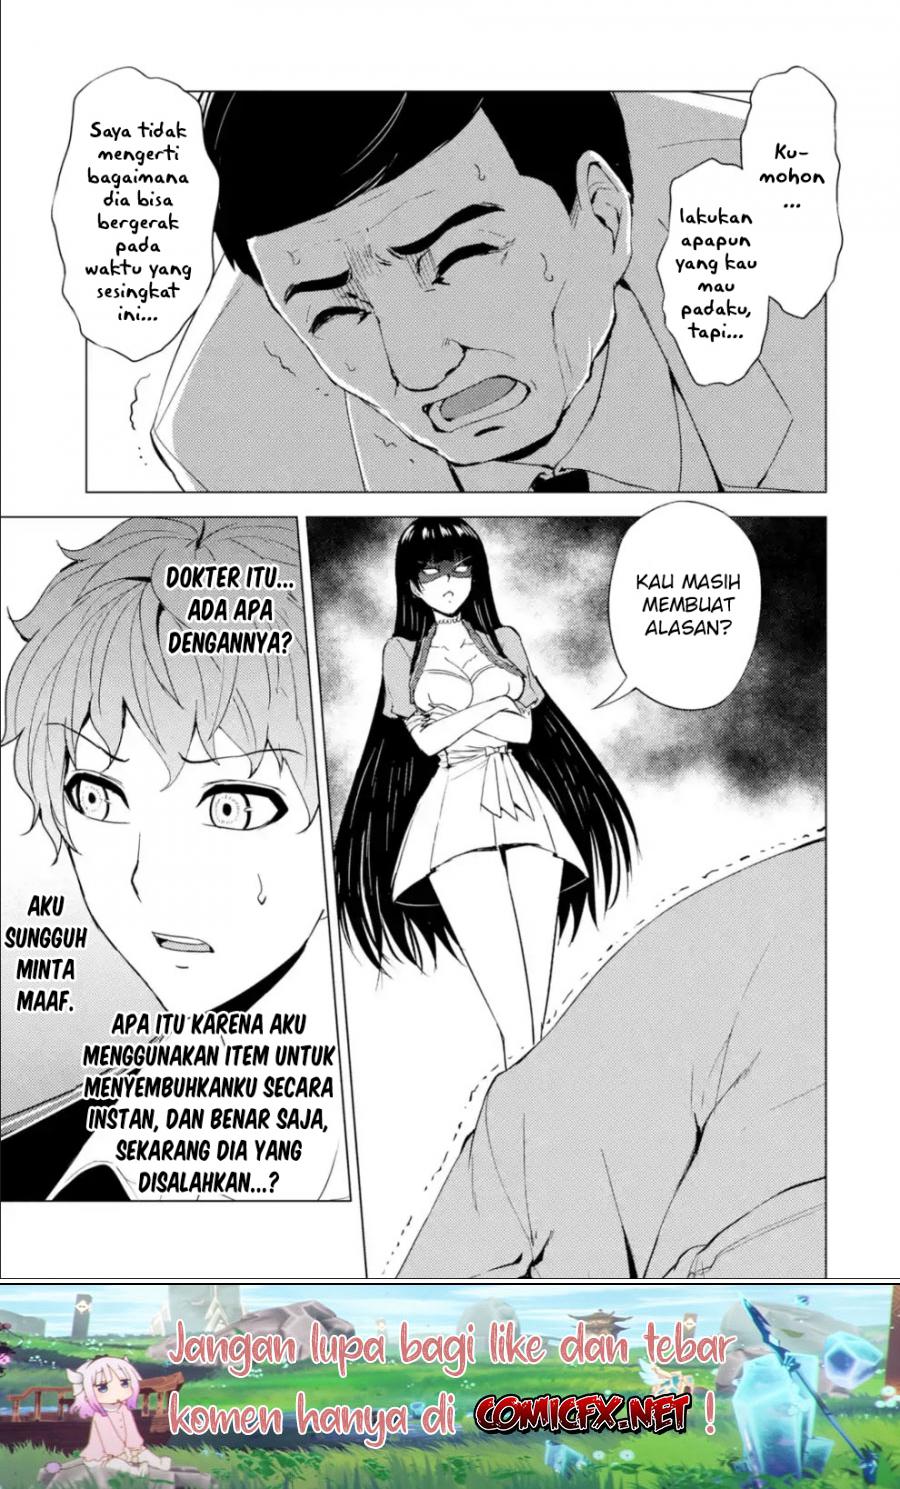 Ku-
mohon
...
lakukan
apapun
yang kau
mau
padaku,
tapi...
Saya tidak
mengerti
bagaimana
dia bisa
bergerak
pada
waktu yang
sesingkat
ini...
KAU MASIH
MEMBUAT
ALASAN?
DOKTER ITU...
ADA APA
DENGANNYA?
AKU
SUNGGUH
MINTA
MAAF.
APA ITU KARENA AKU
MENGGUNAKAN ITEM UNTUK
MENYEMBUHKANKU SECARA
INSTAN, DAN BENAR SAJA,
SEKARANG DIA YANG
DISALAHKAN...?
Jangan lupa bagi like dan tebar
komen hanya di COMICFX.NET !